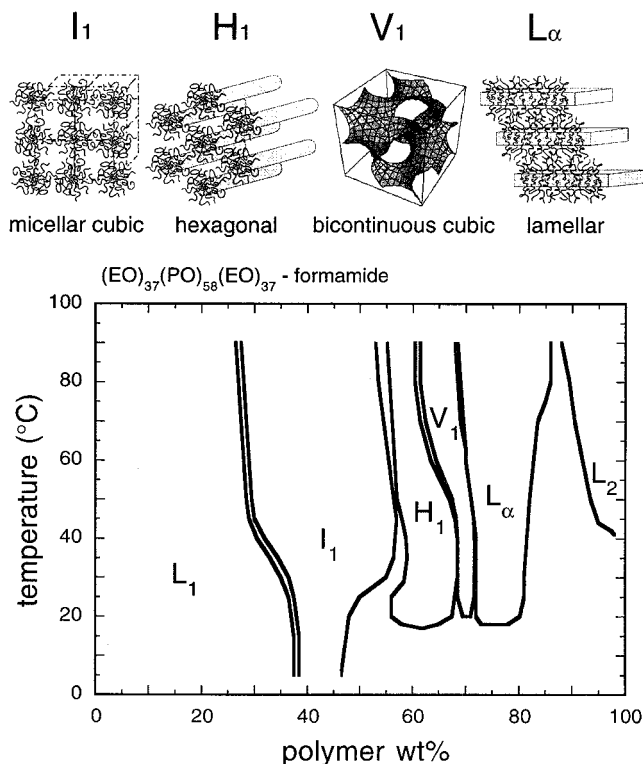 I₁ H₁ V₁ Lα
micellar cubic hexagonal bicontinuous cubic lamellar
(EO)₃₇(PO)₅₈(EO)₃₇ - formamide
100
80
60
40
20
0
temperature (°C)
L₁
I₁
H₁
V₁
Lα
L₂
0 20 40 60 80 100
polymer wt%